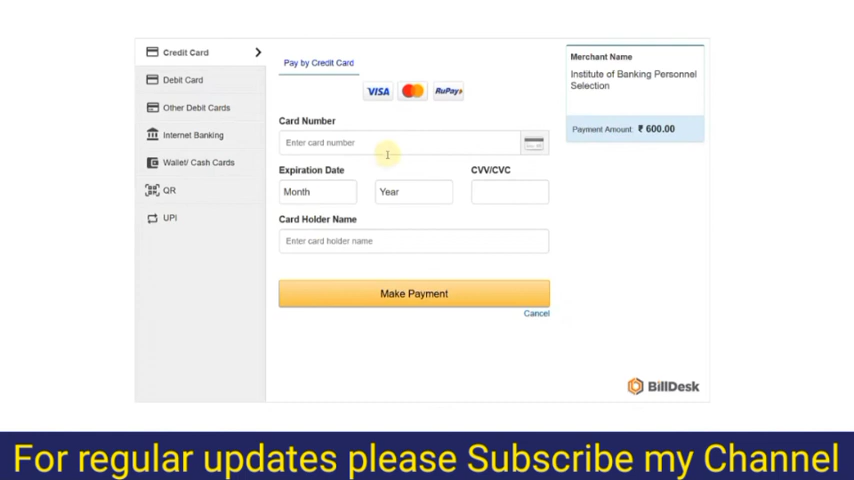 Credit Card
Debit Card
Other Debit Cards
Internet Banking
Wallet/ Cash Cards
QR
UPI
Pay by Credit Card
VISA
RuPay
Card Number
Enter card number
Expiration Date
CVV/CVC
Month
Year
Card Holder Name
Enter card holder name
Make Payment
Cancel
Merchant Name
Institute of Banking Personnel
Selection
Payment Amount: ₹ 600.00
BillDesk
For regular updates please Subscribe my Channel